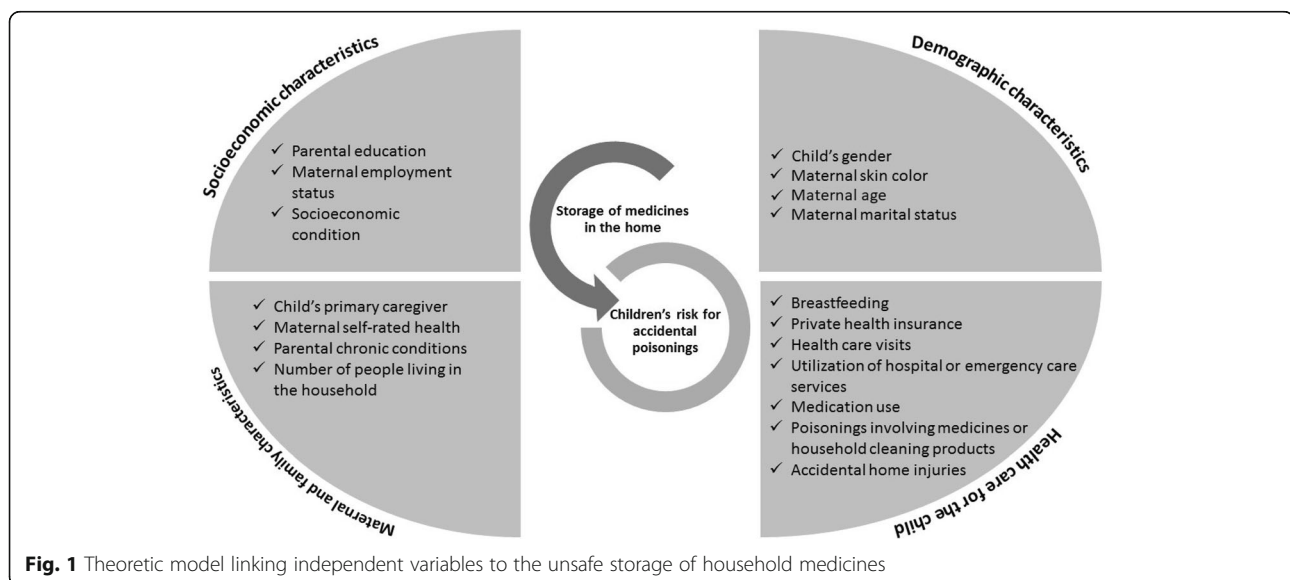 Socioeconomic characteristics
✓ Parental education
✓ Maternal employment
status
✓ Socioeconomic
condition
Demographic characteristics
✓ Child's gender
✓ Maternal skin color
✓ Maternal age
✓ Maternal marital status
Storage of medicines
in the home
Children's risk for
accidental
poisonings
Maternal and family characteristics
✓ Child's primary caregiver
✓ Maternal self-rated health
✓ Parental chronic conditions
✓ Number of people living in
the household
Health care for the child
✓ Breastfeeding
✓ Private health insurance
✓ Health care visits
✓ Utilization of hospital or emergency care
services
✓ Medication use
✓ Poisonings involving medicines or
household cleaning products
✓ Accidental home injuries
Fig. 1 Theoretic model linking independent variables to the unsafe storage of household medicines